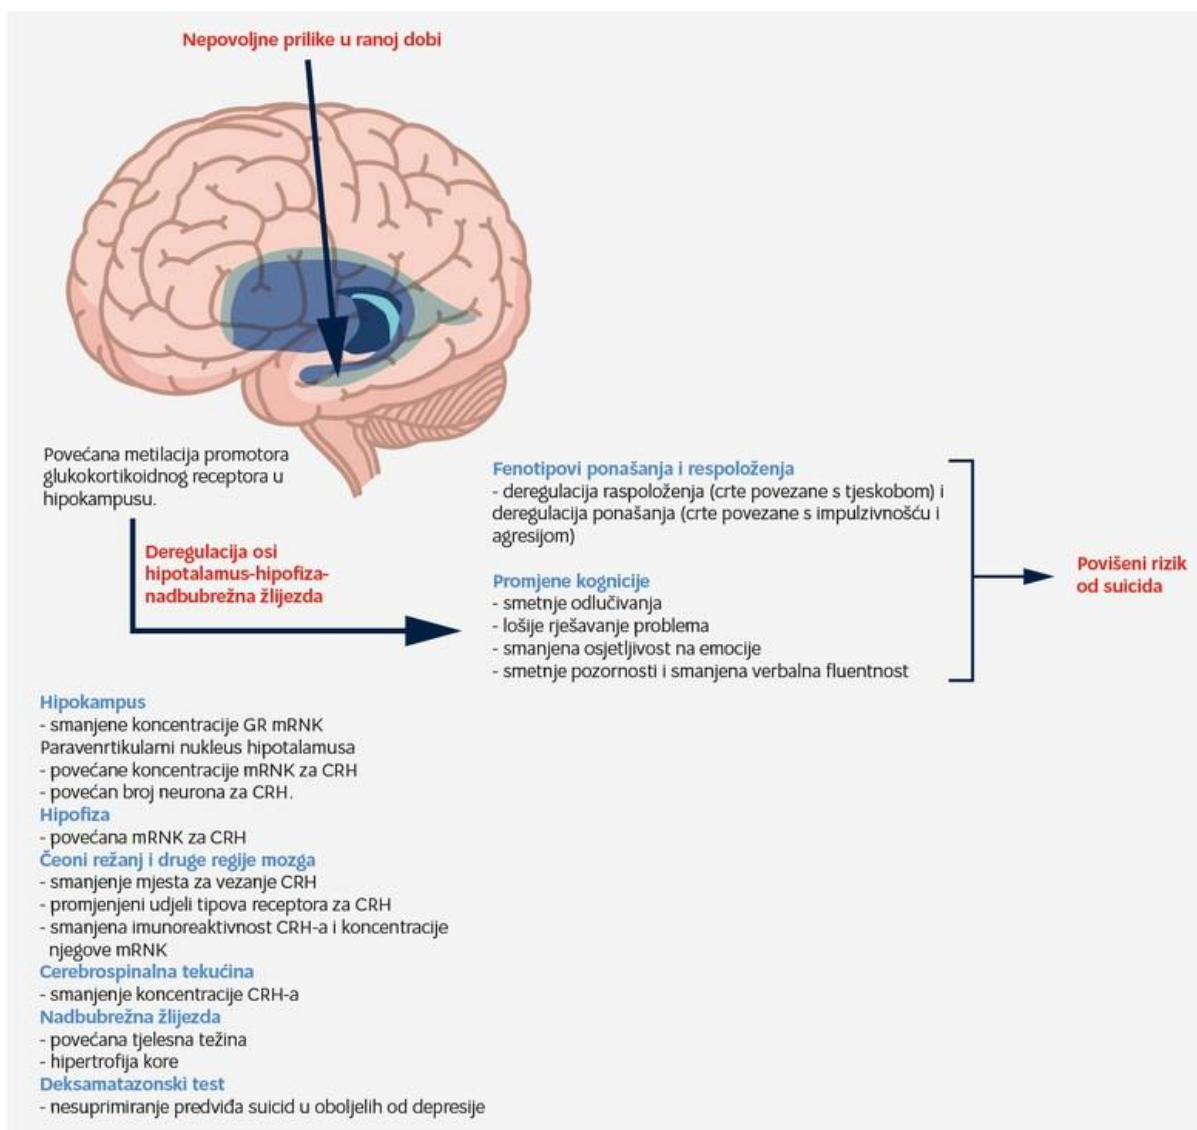 Nepovoljne prilike u ranoj dobi
Povećana metilacija promotora
glukokortikoidnog receptora u
hipokampusu.
Deregulacija osi
hipotalamus-hipofiza-
nadbubrežna žlijezda
Fenotipovi ponašanja i respoloženja
- deregulacija raspoloženja (crte povezane s tjeskobom) i
deregulacija ponašanja (crte povezane s impulzivnošću i
agresijom)
Promjene kognicije
- smetnje odlučivanja
- lošije rješavanje problema
- smanjena osjetljivost na emocije
- smetnje pozornosti i smanjena verbalna fluentnost
Povišeni rizik
od suicida
Hipokampus
- smanjene koncentracije GR mRNK
Paravenrtikularni nukleus hipotalamusa
- povećane koncentracije mRNK za CRH
- povećan broj neurona za CRH.
Hipofiza
- povećana mRNK za CRH
Čeoni režanj i druge regije mozga
- smanjenje mjesta za vezanje CRH
- promjenjeni udjeli tipova receptora za CRH
- smanjena imunoreaktivnost CRH-a i koncentracije
njegove mRNK
Cerebrospinalna tekućina
- smanjenje koncentracije CRH-a
Nadbubrežna žlijezda
- povećana tjelesna težina
- hipertrofija kore
Deksamatazonski test
- nesuprimiranje predviđa suicid u oboljelih od depresije